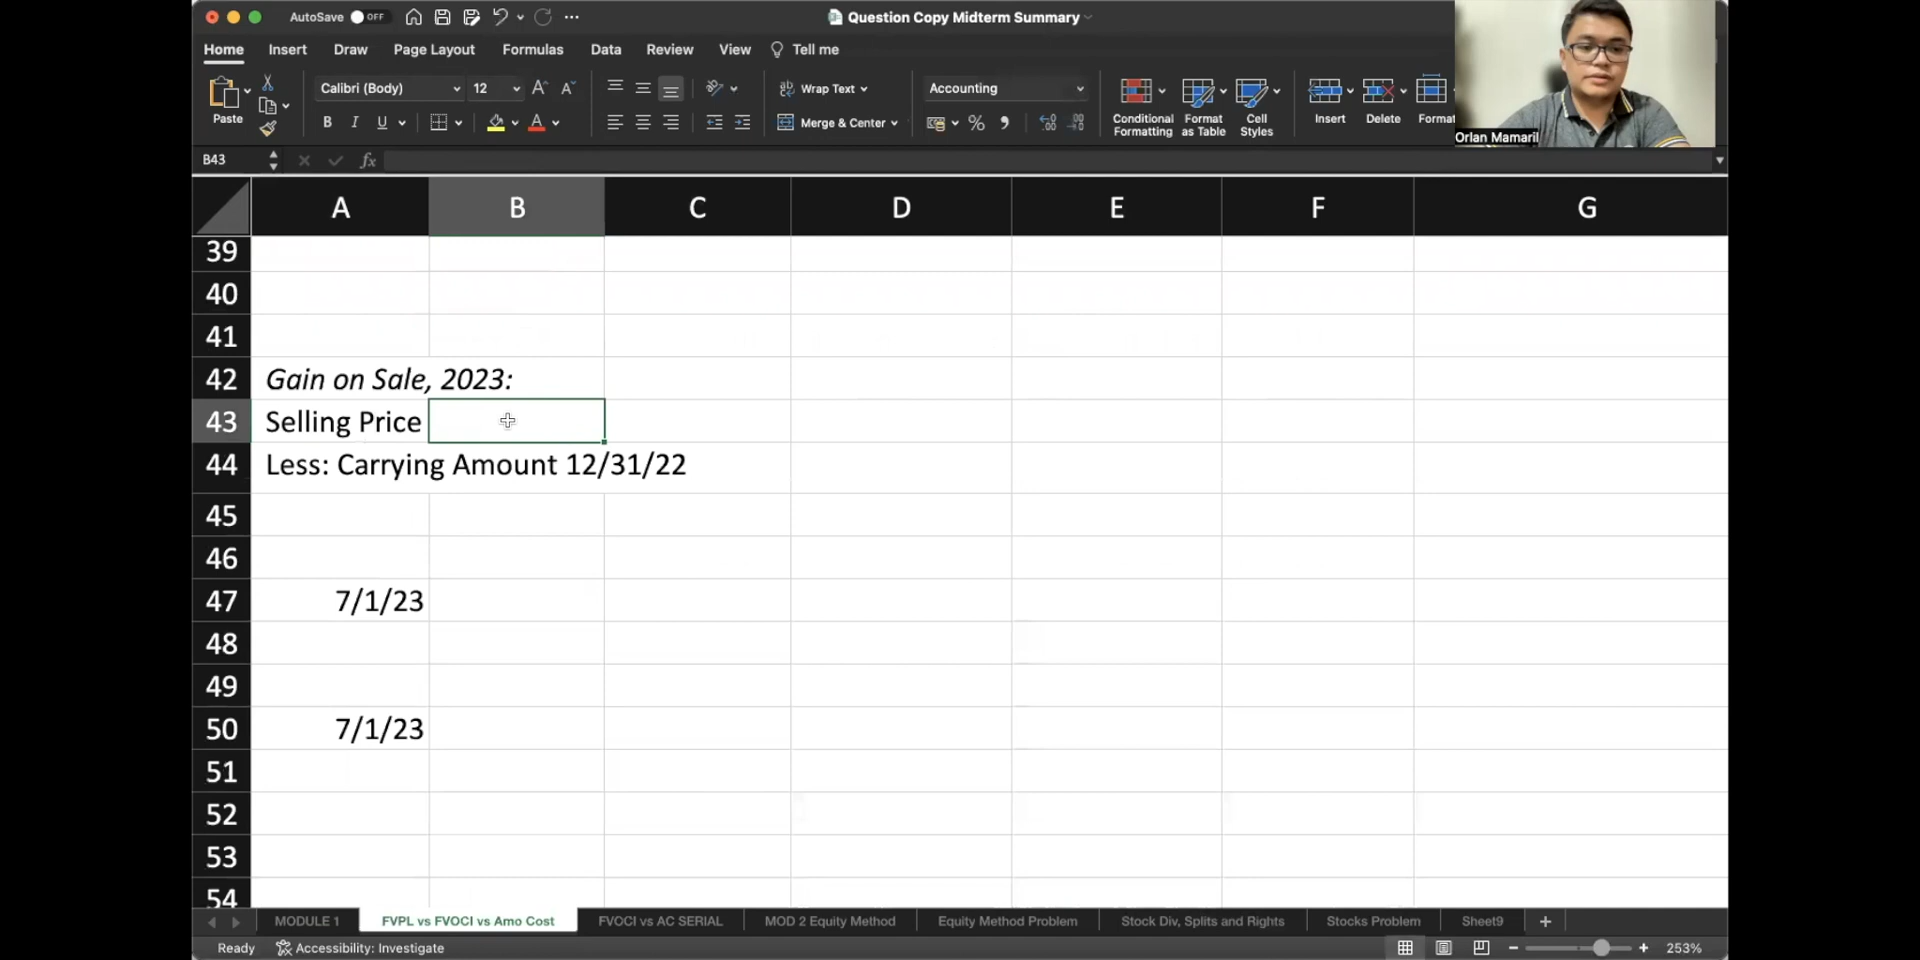 AutoSave OFF
Question Copy Midterm Summary
Home Insert Draw Page Layout Formulas Data Review View Tell me
Paste
Calibri (Body) 12
B I U
Wrap Text
Merge & Center
Accounting
Conditional Formatting
Format as Table
Cell Styles
Insert
Delete
Format
Orlan Mamaril
B43 fx
A B C D E F G
39
40
41
42 Gain on Sale, 2023:
43 Selling Price
44 Less: Carrying Amount 12/31/22
45
46
47 7/1/23
48
49
50 7/1/23
51
52
53
54
MODULE 1 FVPL vs FVOCI vs Amo Cost FVOCI vs AC SERIAL MOD 2 Equity Method Equity Method Problem Stock Div, Splits and Rights Stocks Problem Sheet9 +
Ready Accessibility: Investigate 253%